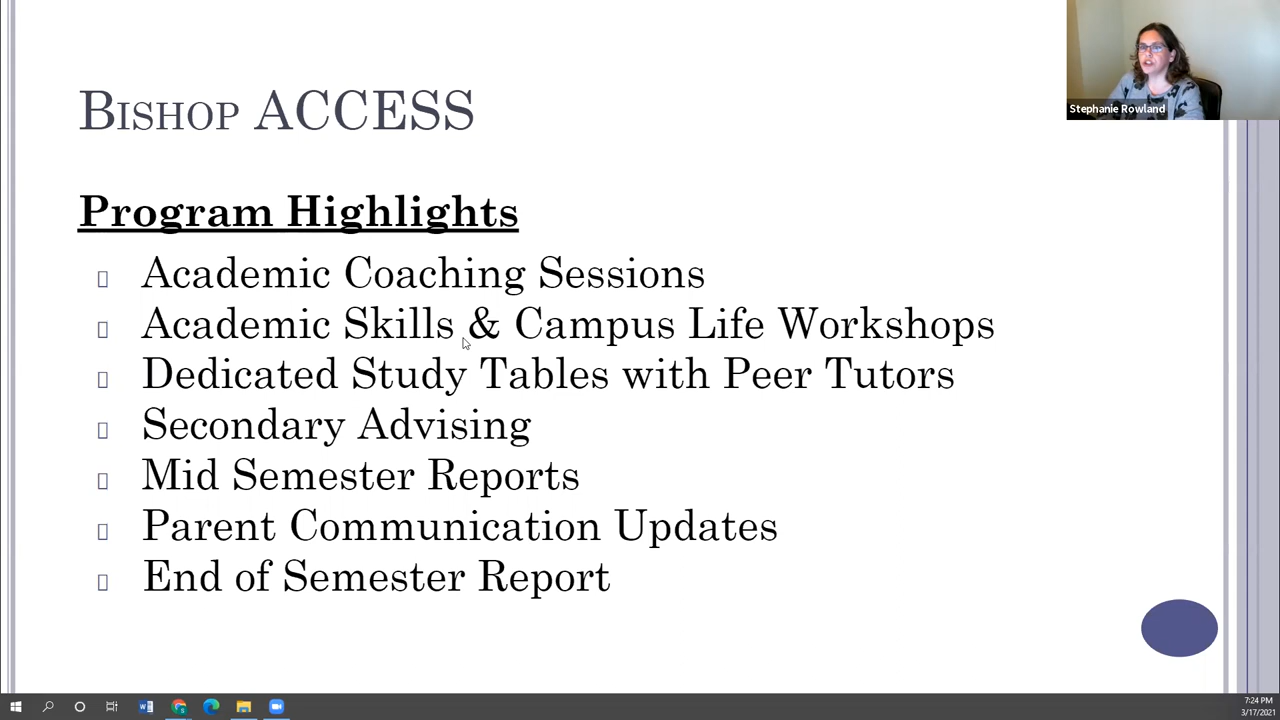 Bishop ACCESS
Stephanie Rowland
Program Highlights
Academic Coaching Sessions
Academic Skills & Campus Life Workshops
Dedicated Study Tables with Peer Tutors
Secondary Advising
Mid Semester Reports
Parent Communication Updates
End of Semester Report
7:24 PM
3/17/2021